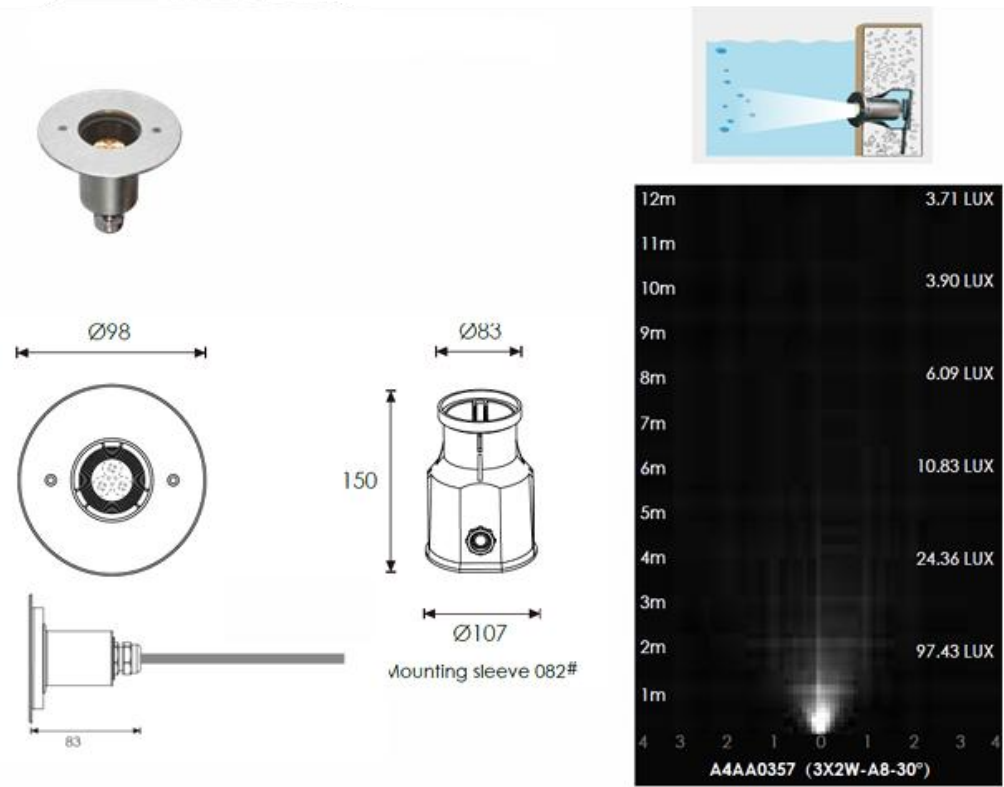 Ø98
Ø83
150
Ø107
Mounting sleeve 082#
83
12m 3.71 LUX
11m
10m 3.90 LUX
9m
8m 6.09 LUX
7m
6m 10.83 LUX
5m
4m 24.36 LUX
3m
2m 97.43 LUX
1m
4 3 2 1 0 1 2 3 4
A4AA0357 (3X2W-A8-30°)